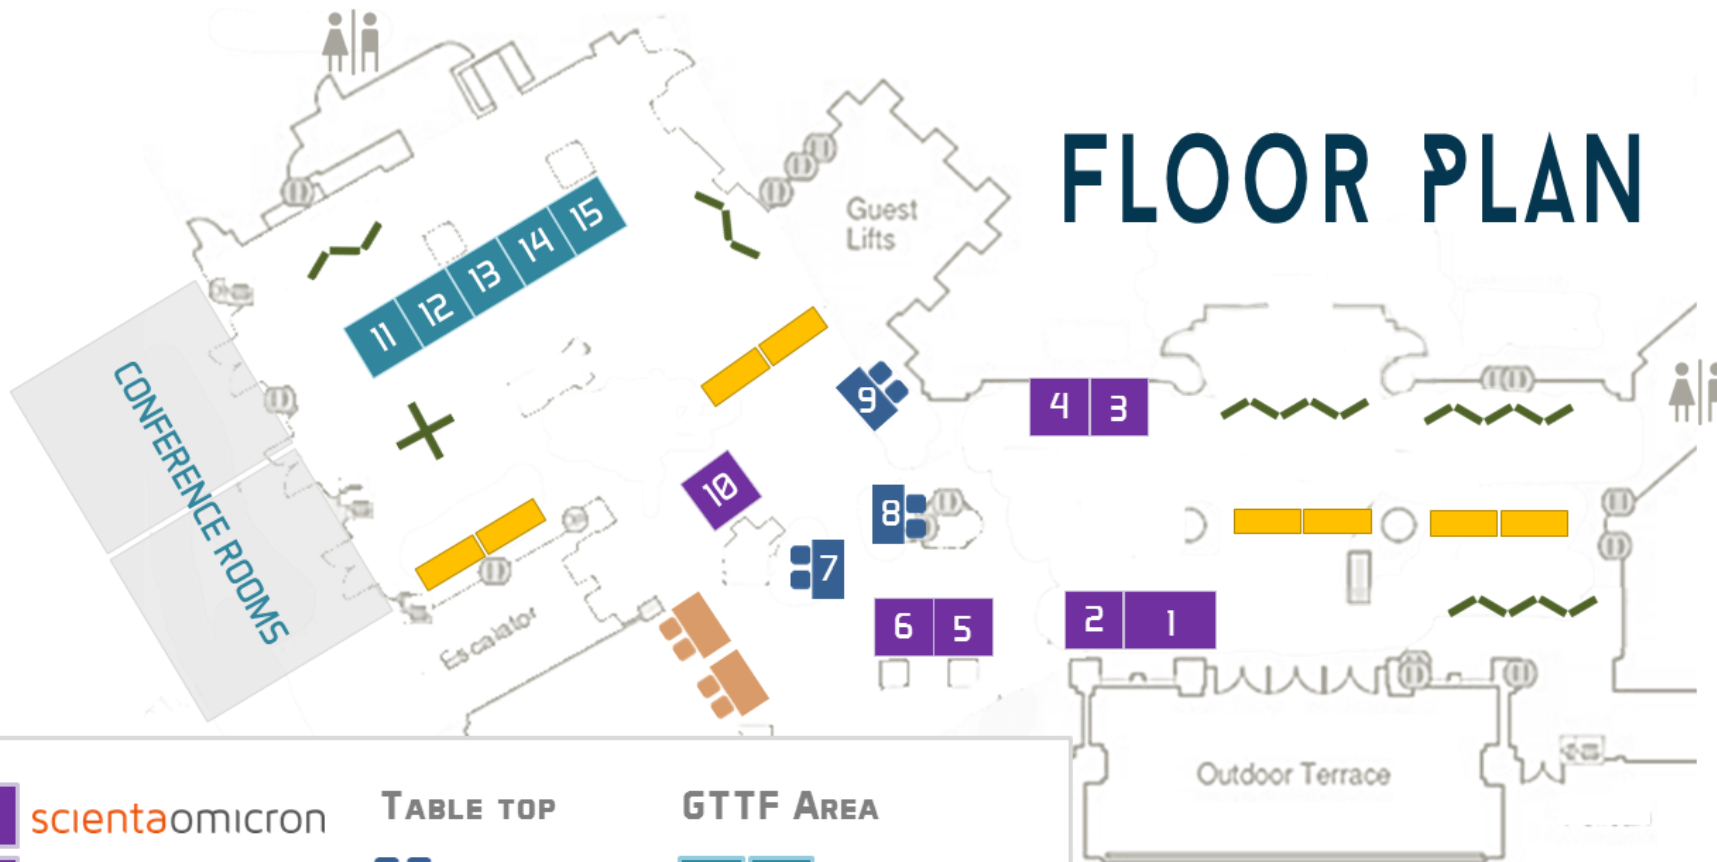 FLOOR PLAN
Guest
Lifts
15
14
13
12
11
CONFERENCE ROOMS
9
4 3
10
8
7
Escalator
6 5
2 1
Outdoor Terrace
scientaomicron
TABLE TOP
GTTF AREA